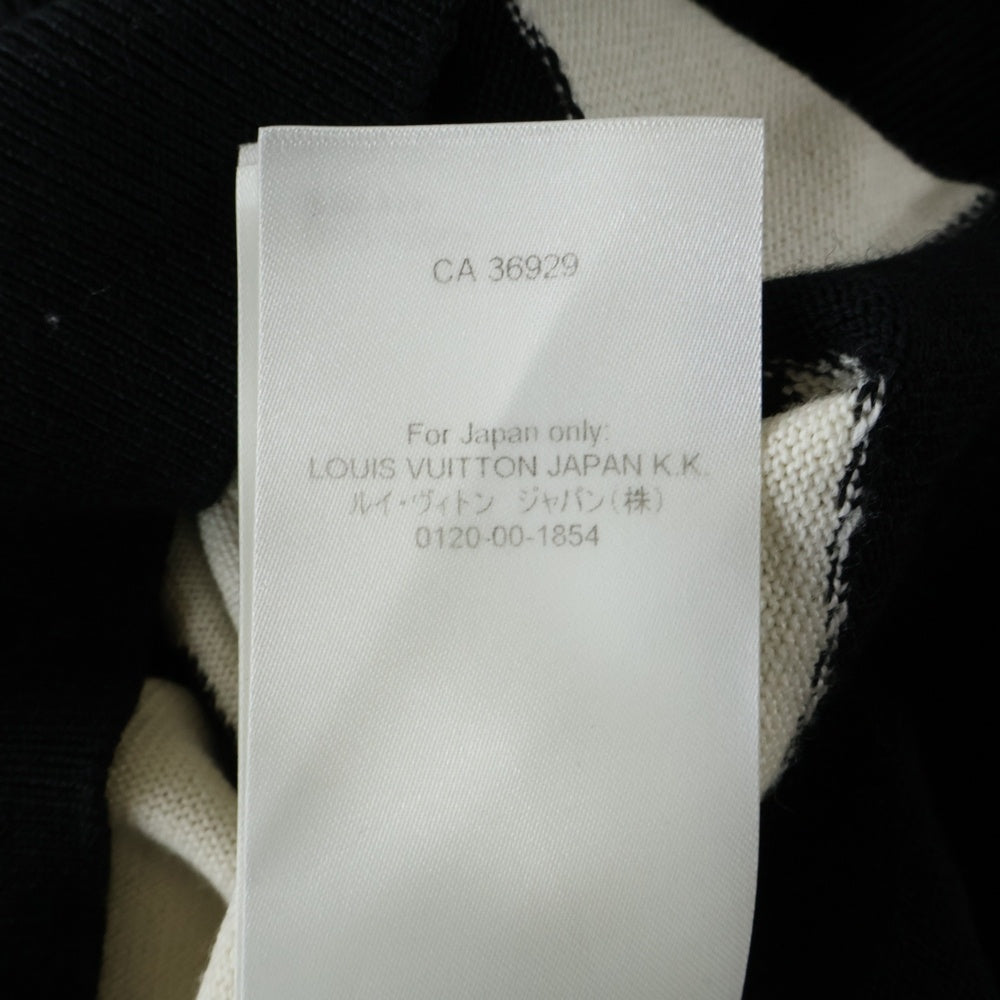 CA 36929
For Japan only:
LOUIS VUITTON JAPAN K.K.
ルイ・ヴィトン ジャパン(株)
0120-00-1854